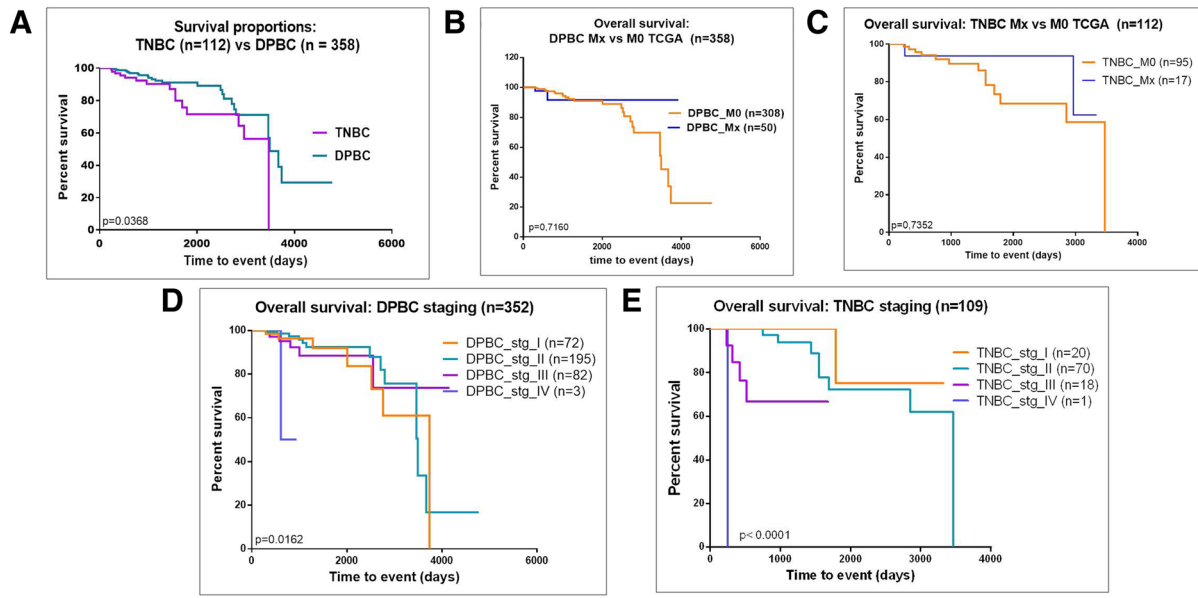 A
Survival proportions:
TNBC (n=112) vs DPBC (n = 358)
Percent survival
100
80
60
40
20
0
TNBC
DPBC
p=0.0368
0
2000
4000
6000
Time to event (days)
B
Overall survival:
DPBC Mx vs M0 TCGA (n=358)
Percent survival
120
100
80
60
40
20
0
DPBC_M0 (n=308)
DPBC_Mx (n=50)
p=0,7160
0
2000
4000
6000
time to event (days)
C
Overall survival: TNBC Mx vs M0 TCGA (n=112)
Percent survival
100
80
60
40
20
0
TNBC_M0 (n=95)
TNBC_Mx (n=17)
p=0,7352
0
1000
2000
3000
4000
Time to event (days)
D
Overall survival: DPBC staging (n=352)
Percent survival
100
80
60
40
20
0
DPBC_stg_I (n=72)
DPBC_stg_II (n=195)
DPBC_stg_III (n=82)
DPBC_stg_IV (n=3)
p=0.0162
0
2000
4000
6000
Time to event (days)
E
Overall survival: TNBC staging (n=109)
Percent survival
100
80
60
40
20
0
TNBC_stg_I (n=20)
TNBC_stg_II (n=70)
TNBC_stg_III (n=18)
TNBC_stg_IV (n=1)
p< 0.0001
0
1000
2000
3000
4000
Time to event (days)